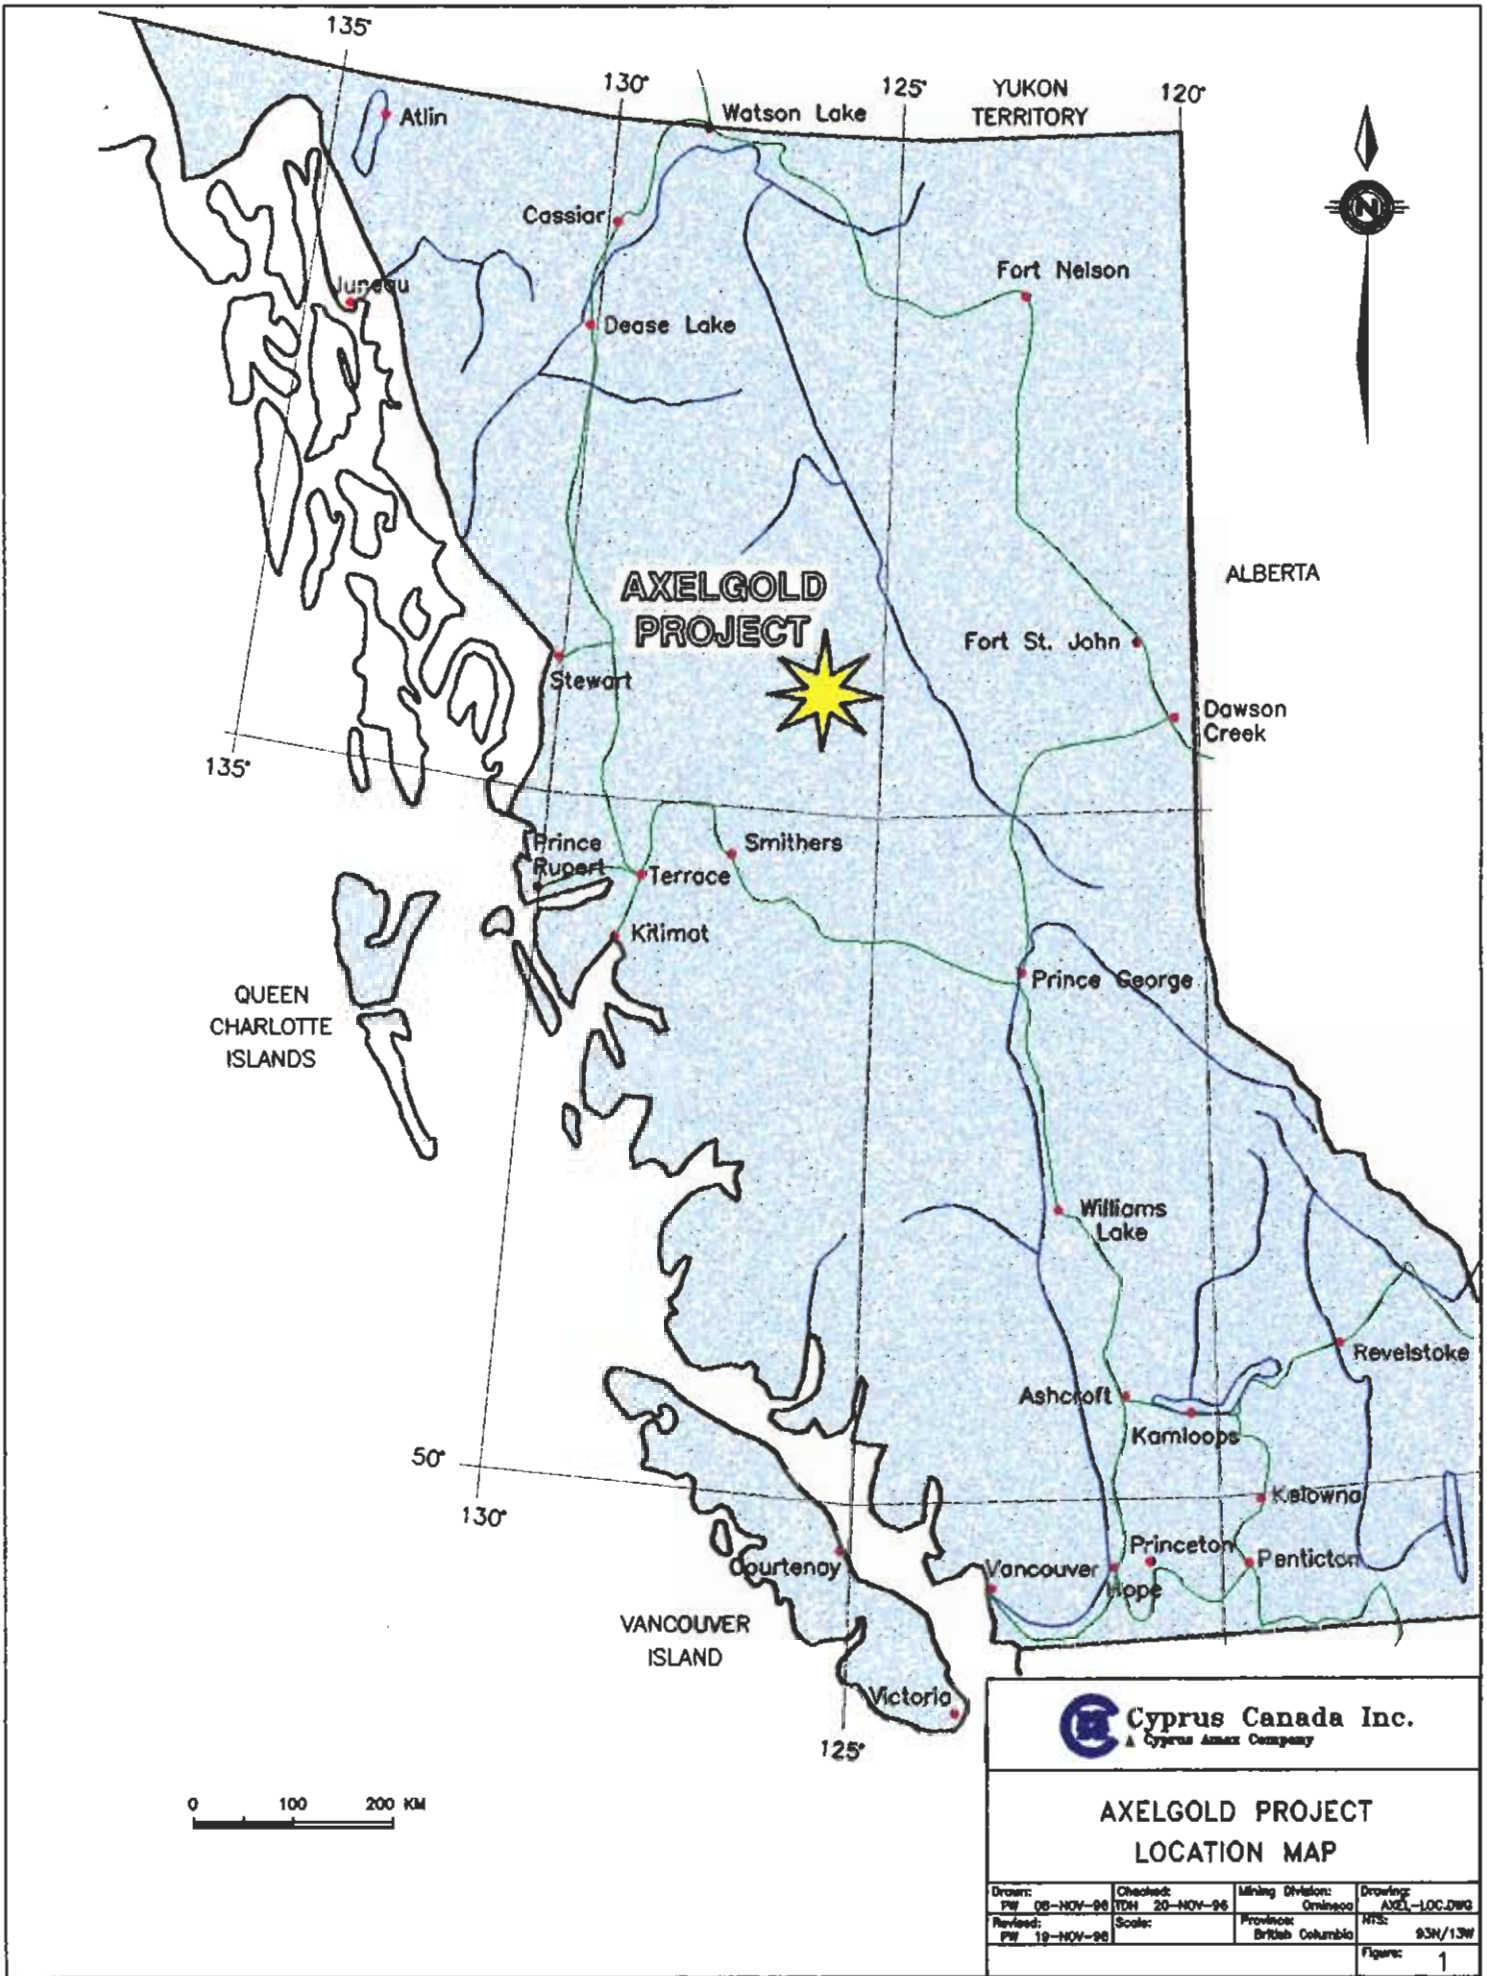 135°
130°
125°
YUKON
TERRITORY
120°
Atlin
Watson Lake
Cassiar
N
Juneau
Fort Nelson
Dease Lake
AXELGOLD
PROJECT
ALBERTA
Fort St. John
Stewart
Dawson
Creek
135°
Prince
Rupert
Smithers
Terrace
Kitimat
Prince George
QUEEN
CHARLOTTE
ISLANDS
Williams
Lake
Revelstoke
Ashcroft
Kamloops
50°
130°
Kelowna
Princeton
Penticton
Courtenay
Vancouver
Hope
VANCOUVER
ISLAND
Victoria
125°
Cyprus Canada Inc.
A Cyprus Amax Company
0 100 200 KM
AXELGOLD PROJECT
LOCATION MAP
Drawn: Checked: Mining Division: Drawing:
PW 08-NOV-96 TDH 20-NOV-96 Omineca AXEL-LOC.DWG
Revised: Scale: Province: NTS:
PW 19-NOV-96 British Columbia 93N/13W
Figure: 1